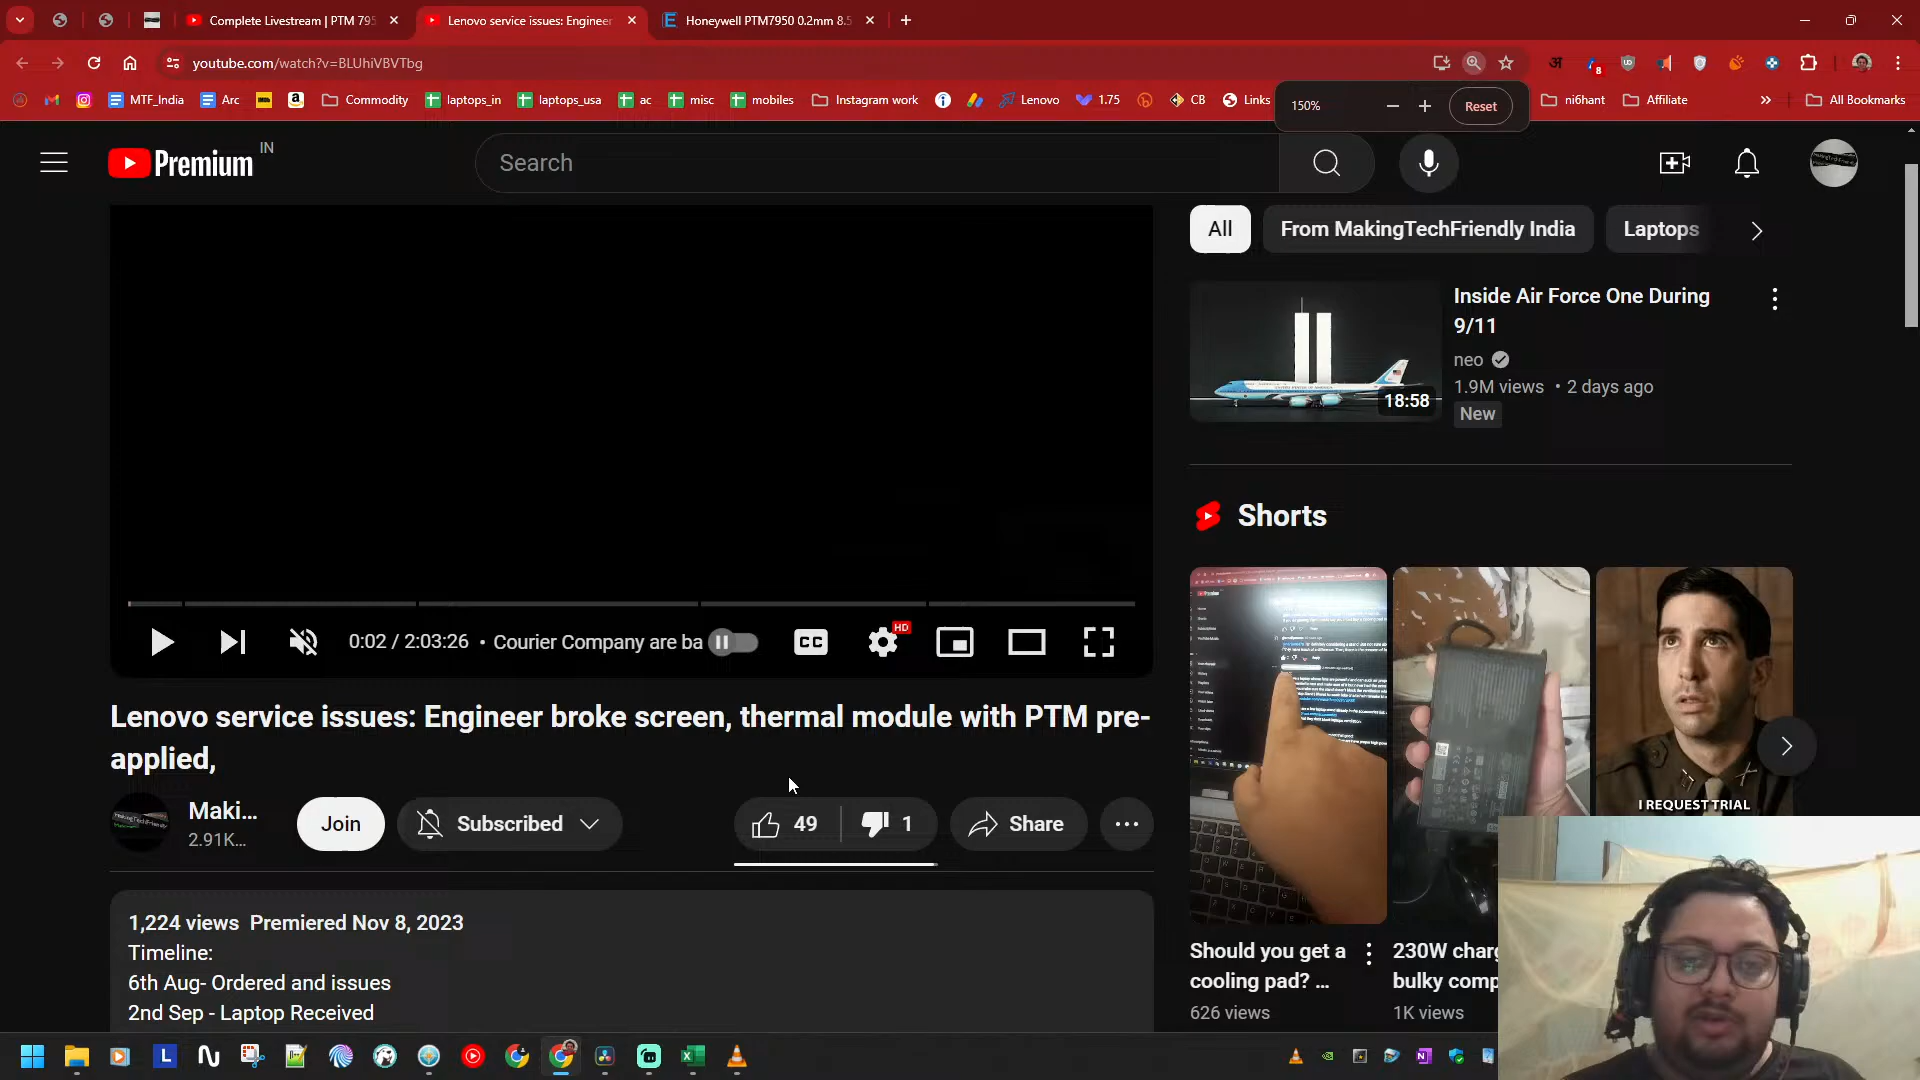 Complete Livestream | PTM 795
Lenovo service issues: Engineer
Honeywell PTM7950 0.2mm 8.5
youtube.com/watch?v=BLUhiVBVTbg
8
MTF_India
Arc
Commodity
laptops_in
laptops_usa
ac
misc
mobiles
Instagram work
Lenovo
1.75
CB
Links
150%
Reset
ni6hant
Affiliate
All Bookmarks
Premium
IN
Search
All
From MakingTechFriendly India
Laptops
Inside Air Force One During
9/11
neo
1.9M views • 2 days ago
New
18:58
Shorts
0:02 / 2:03:26 • Courier Company are ba
CC
HD
Lenovo service issues: Engineer broke screen, thermal module with PTM pre-
applied,
Maki...
2.91K...
Join
Subscribed
49
1
Share
1,224 views Premiered Nov 8, 2023
Timeline:
6th Aug- Ordered and issues
2nd Sep - Laptop Received
I REQUEST TRIAL
Should you get a
cooling pad? ...
626 views
230W charg
bulky comp
1K views